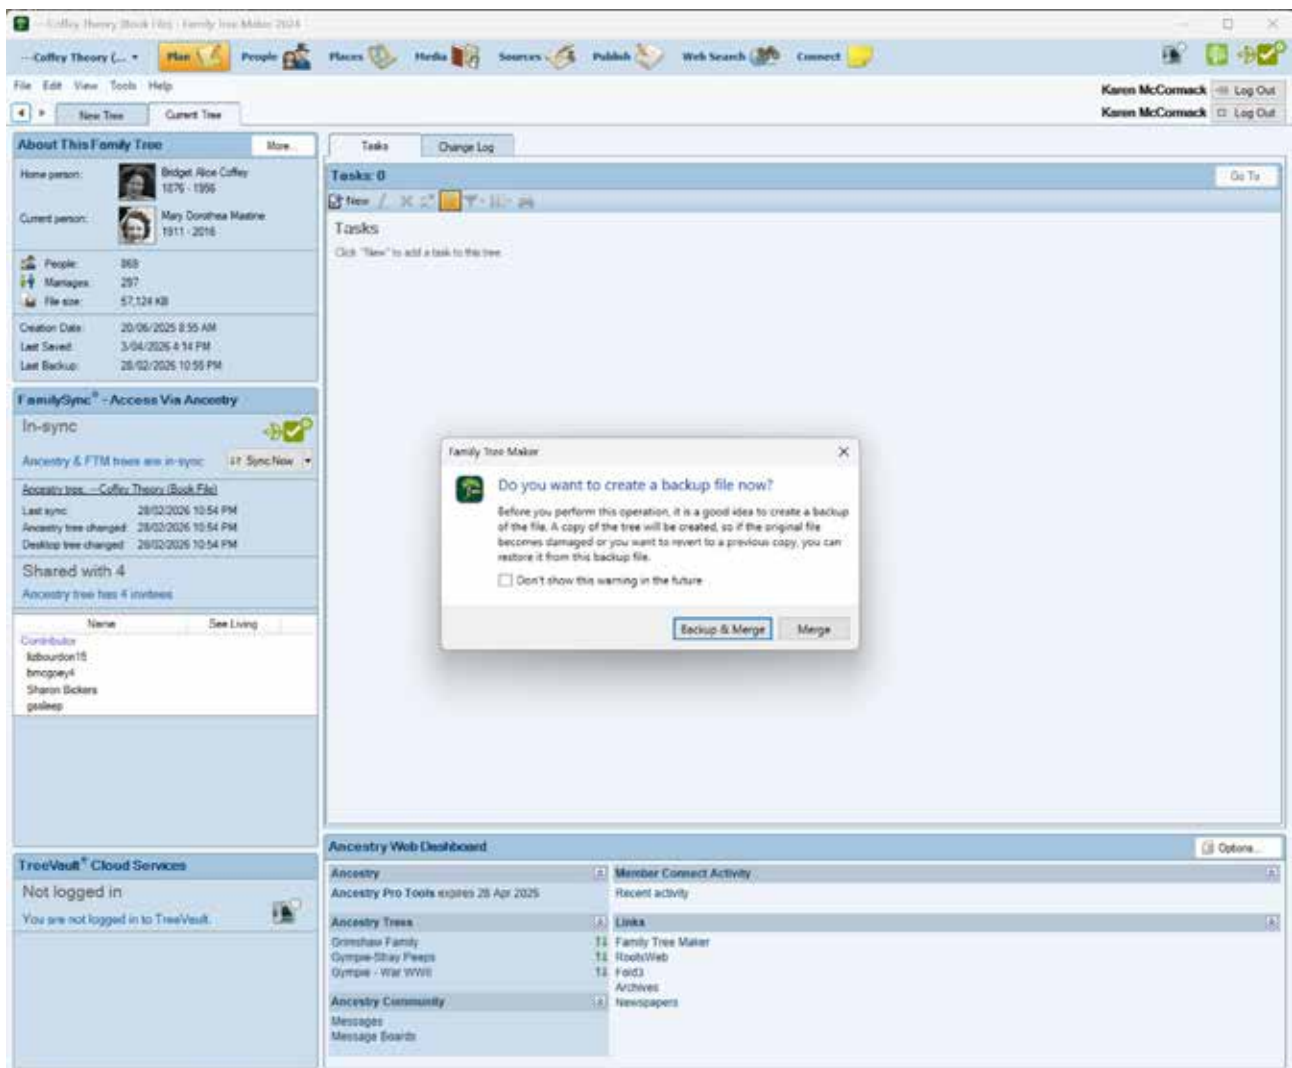 --Coffey Theory (Book File) - Family Tree Maker 2024
--Coffey Theory (... Plan People Places Media Sources Publish Web Search Connect
File Edit View Tools Help
Karen McCormack Log Out
Karen McCormack Log Out
New Tree Current Tree
About This Family Tree More...
Home person: Bridget Alice Coffey
1876 - 1956
Current person: Mary Dorothea Mastine
1911 - 2016
People: 868
Marriages: 297
File size: 57,124 KB
Creation Date: 20/06/2025 8:55 AM
Last Saved: 3/04/2026 4:14 PM
Last Backup: 28/02/2026 10:55 PM
FamilySync® - Access Via Ancestry
In-sync
Ancestry & FTM trees are in-sync Sync Now
Ancestry tree: --Coffey Theory (Book File)
Last sync: 28/02/2026 10:54 PM
Ancestry tree changed: 28/02/2026 10:54 PM
Desktop tree changed: 28/02/2026 10:54 PM
Shared with 4
Ancestry tree has 4 invitees
Name See Living
Contributor
lizbourdon15
bmcgoey4
Sharon Bickers
TreeVault® Cloud Services
Not logged in
You are not logged in to TreeVault.
Tasks Change Log
Tasks: 0 Go To
New
Tasks
Click "New" to add a task to this tree
Family Tree Maker
Do you want to create a backup file now?
Before you perform this operation, it is a good idea to create a backup
of the file. A copy of the tree will be created, so if the original file
becomes damaged or you want to revert to a previous copy, you can
restore it from this backup file.
Don't show this warning in the future
Backup & Merge Merge
Ancestry Web Dashboard Options...
Ancestry
Ancestry Pro Tools expires 28 Apr 2025
Ancestry Trees
Grimshaw Family
Gympie-Stray Peeps
Gympie - War WWII
Ancestry Community
Messages
Message Boards
Member Connect Activity
Recent activity
Links
Family Tree Maker
RootsWeb
Fold3
Archives
Newspapers